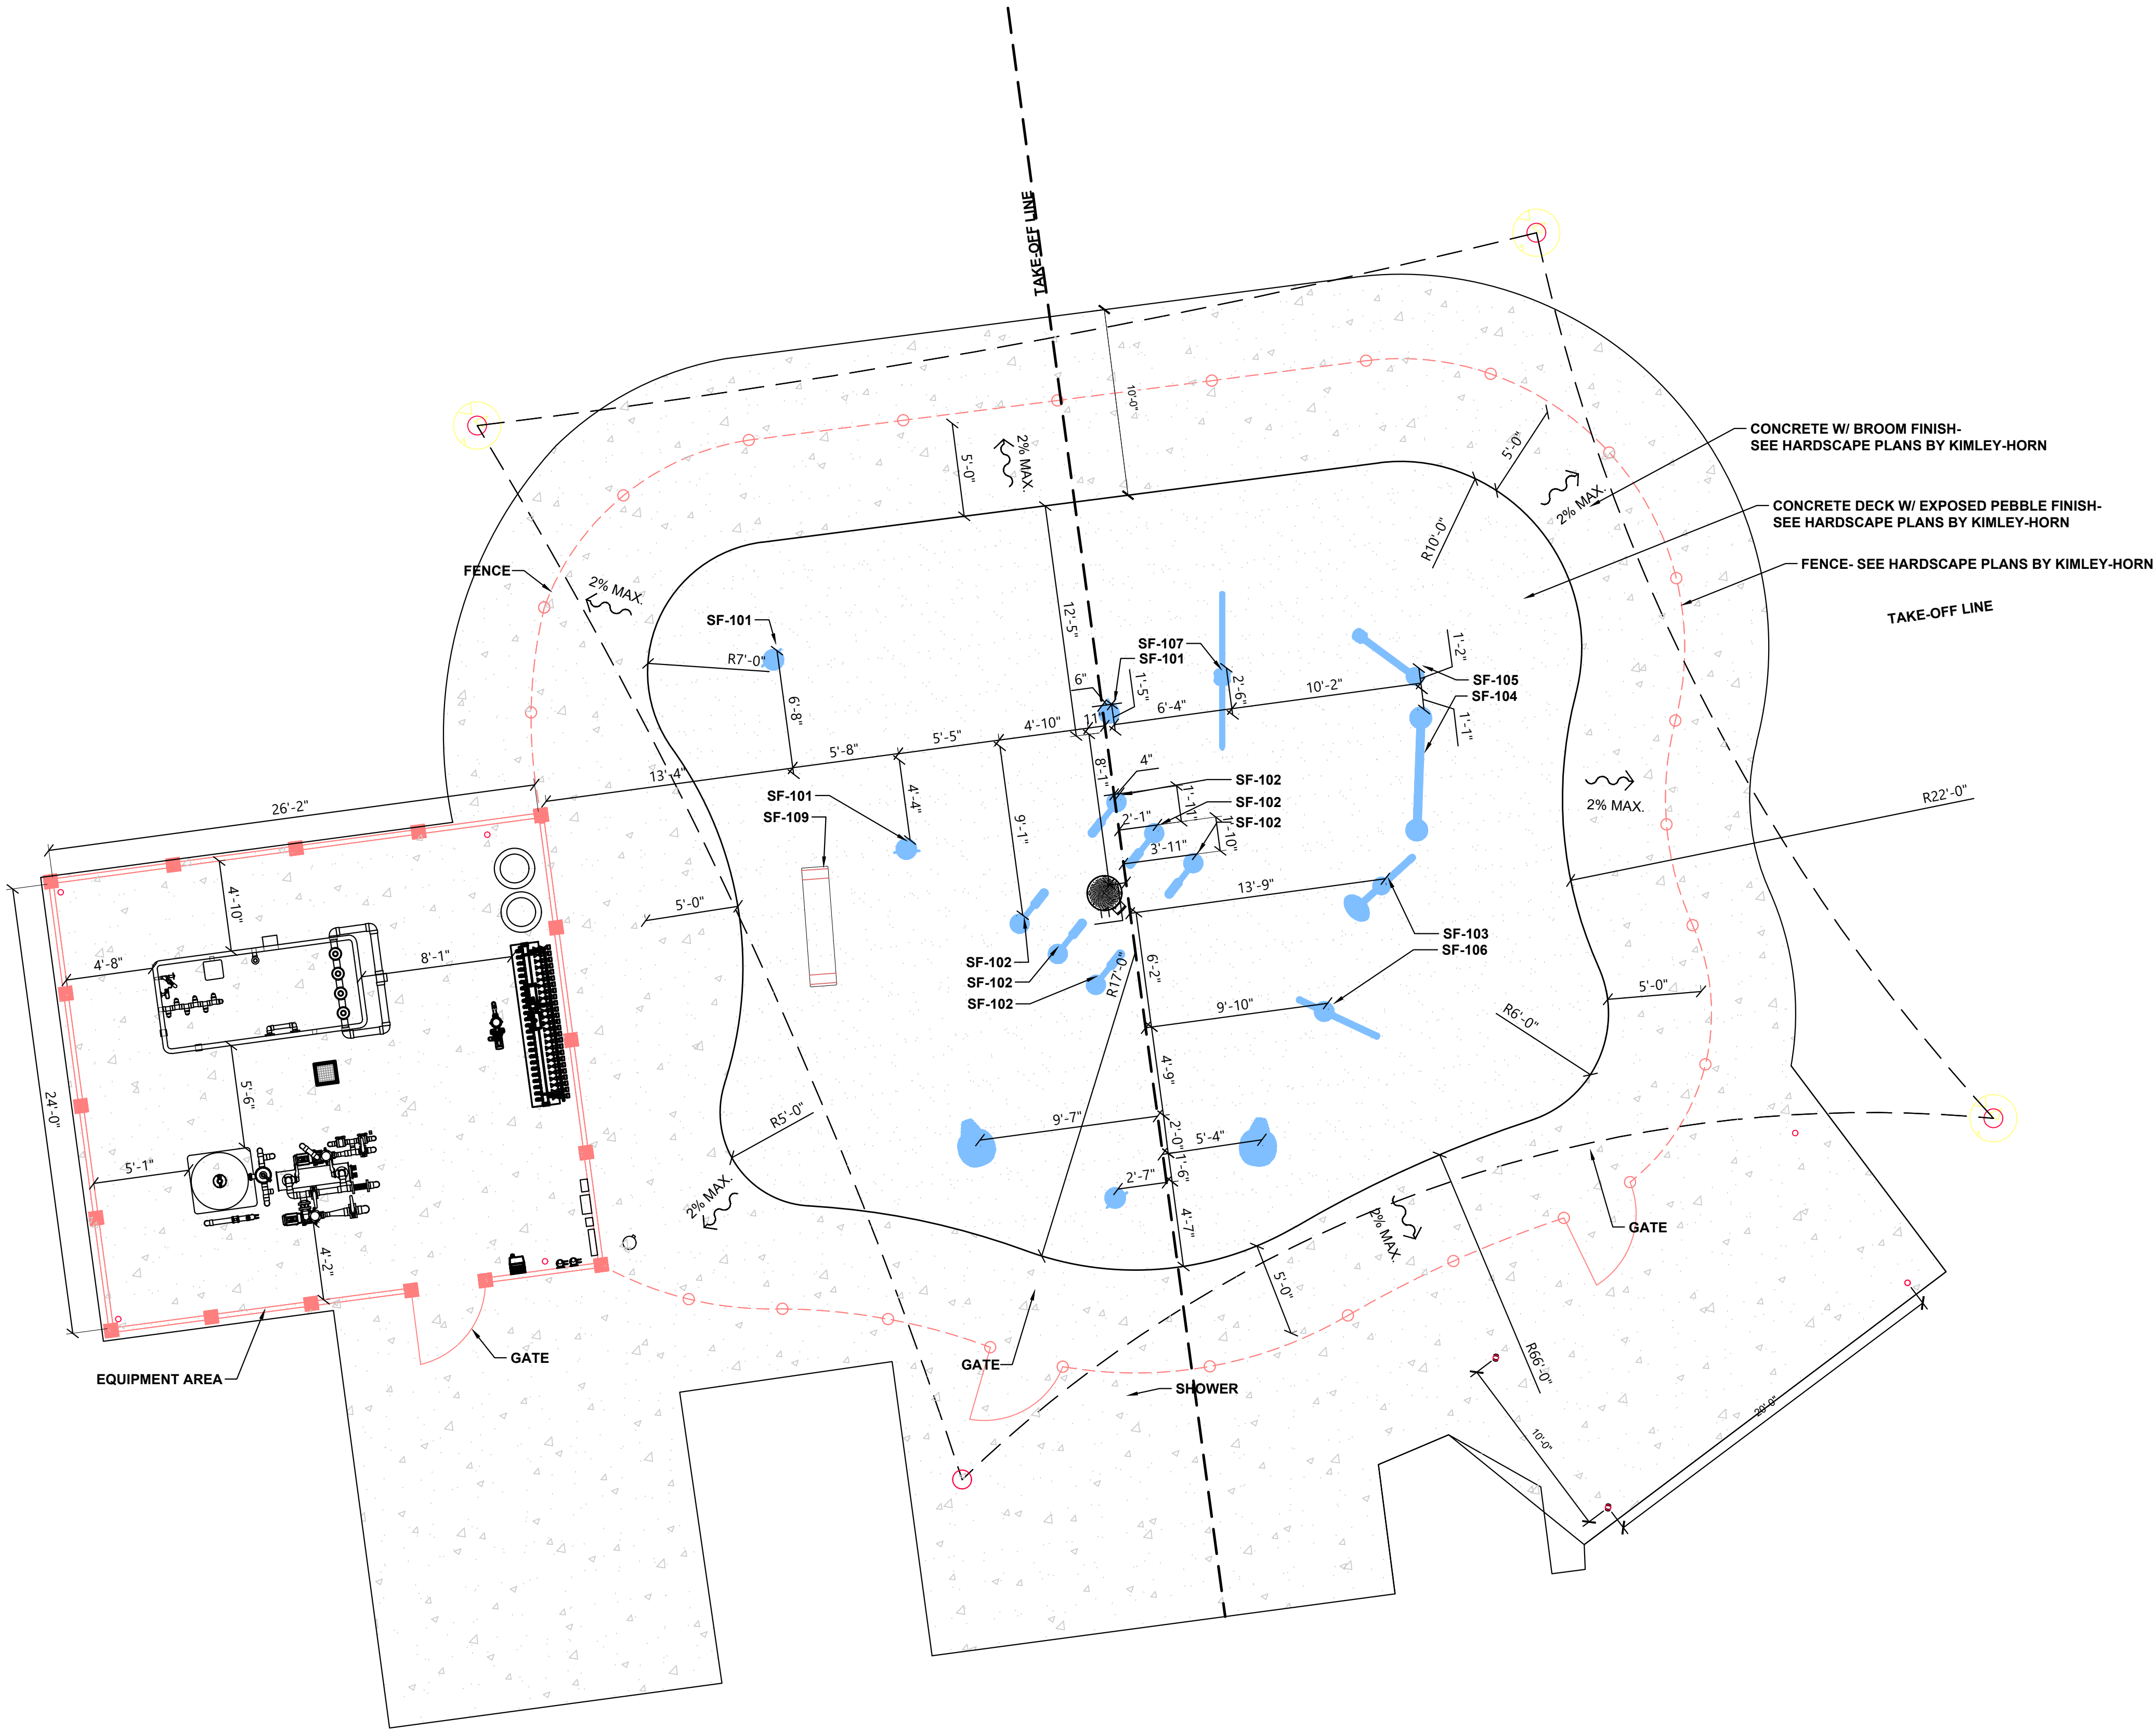 TAKE-OFF LINE
10'-0"
CONCRETE W/ BROOM FINISH-
SEE HARDSCAPE PLANS BY KIMLEY-HORN
5'-0"
2% MAX.
5'-0"
2% MAX.
CONCRETE DECK W/ EXPOSED PEBBLE FINISH-
SEE HARDSCAPE PLANS BY KIMLEY-HORN
R10'-0"
FENCE- SEE HARDSCAPE PLANS BY KIMLEY-HORN
FENCE
2% MAX.
TAKE-OFF LINE
SF-101
12'-5"
SF-107
SF-101
1'-2"
R7'-0"
6"
1'-5"
2'-6"
10'-2"
SF-105
SF-104
6'-4"
6'-8"
11"
4'-10"
5'-5"
5'-8"
13'-4"
1'-1"
8'-1"
4"
SF-102
SF-102
SF-102
1'-11"
2'-1"
1'-10"
3'-11"
26'-2"
SF-101
SF-109
4'-4"
9'-1"
2% MAX.
R22'-0"
13'-9"
4'-10"
5'-0"
4'-8"
8'-1"
SF-103
SF-106
SF-102
SF-102
SF-102
R17'-0"
6'-2"
9'-10"
5'-0"
R6'-0"
24'-0"
5'-6"
4'-9"
R5'-0"
9'-7"
2'-0"
5'-4"
5'-1"
1'-6"
2'-7"
2% MAX.
4'-7"
2% MAX.
GATE
4'-2"
5'-0"
EQUIPMENT AREA
GATE
GATE
SHOWER
R66'-0"
20'-0"
10'-0"